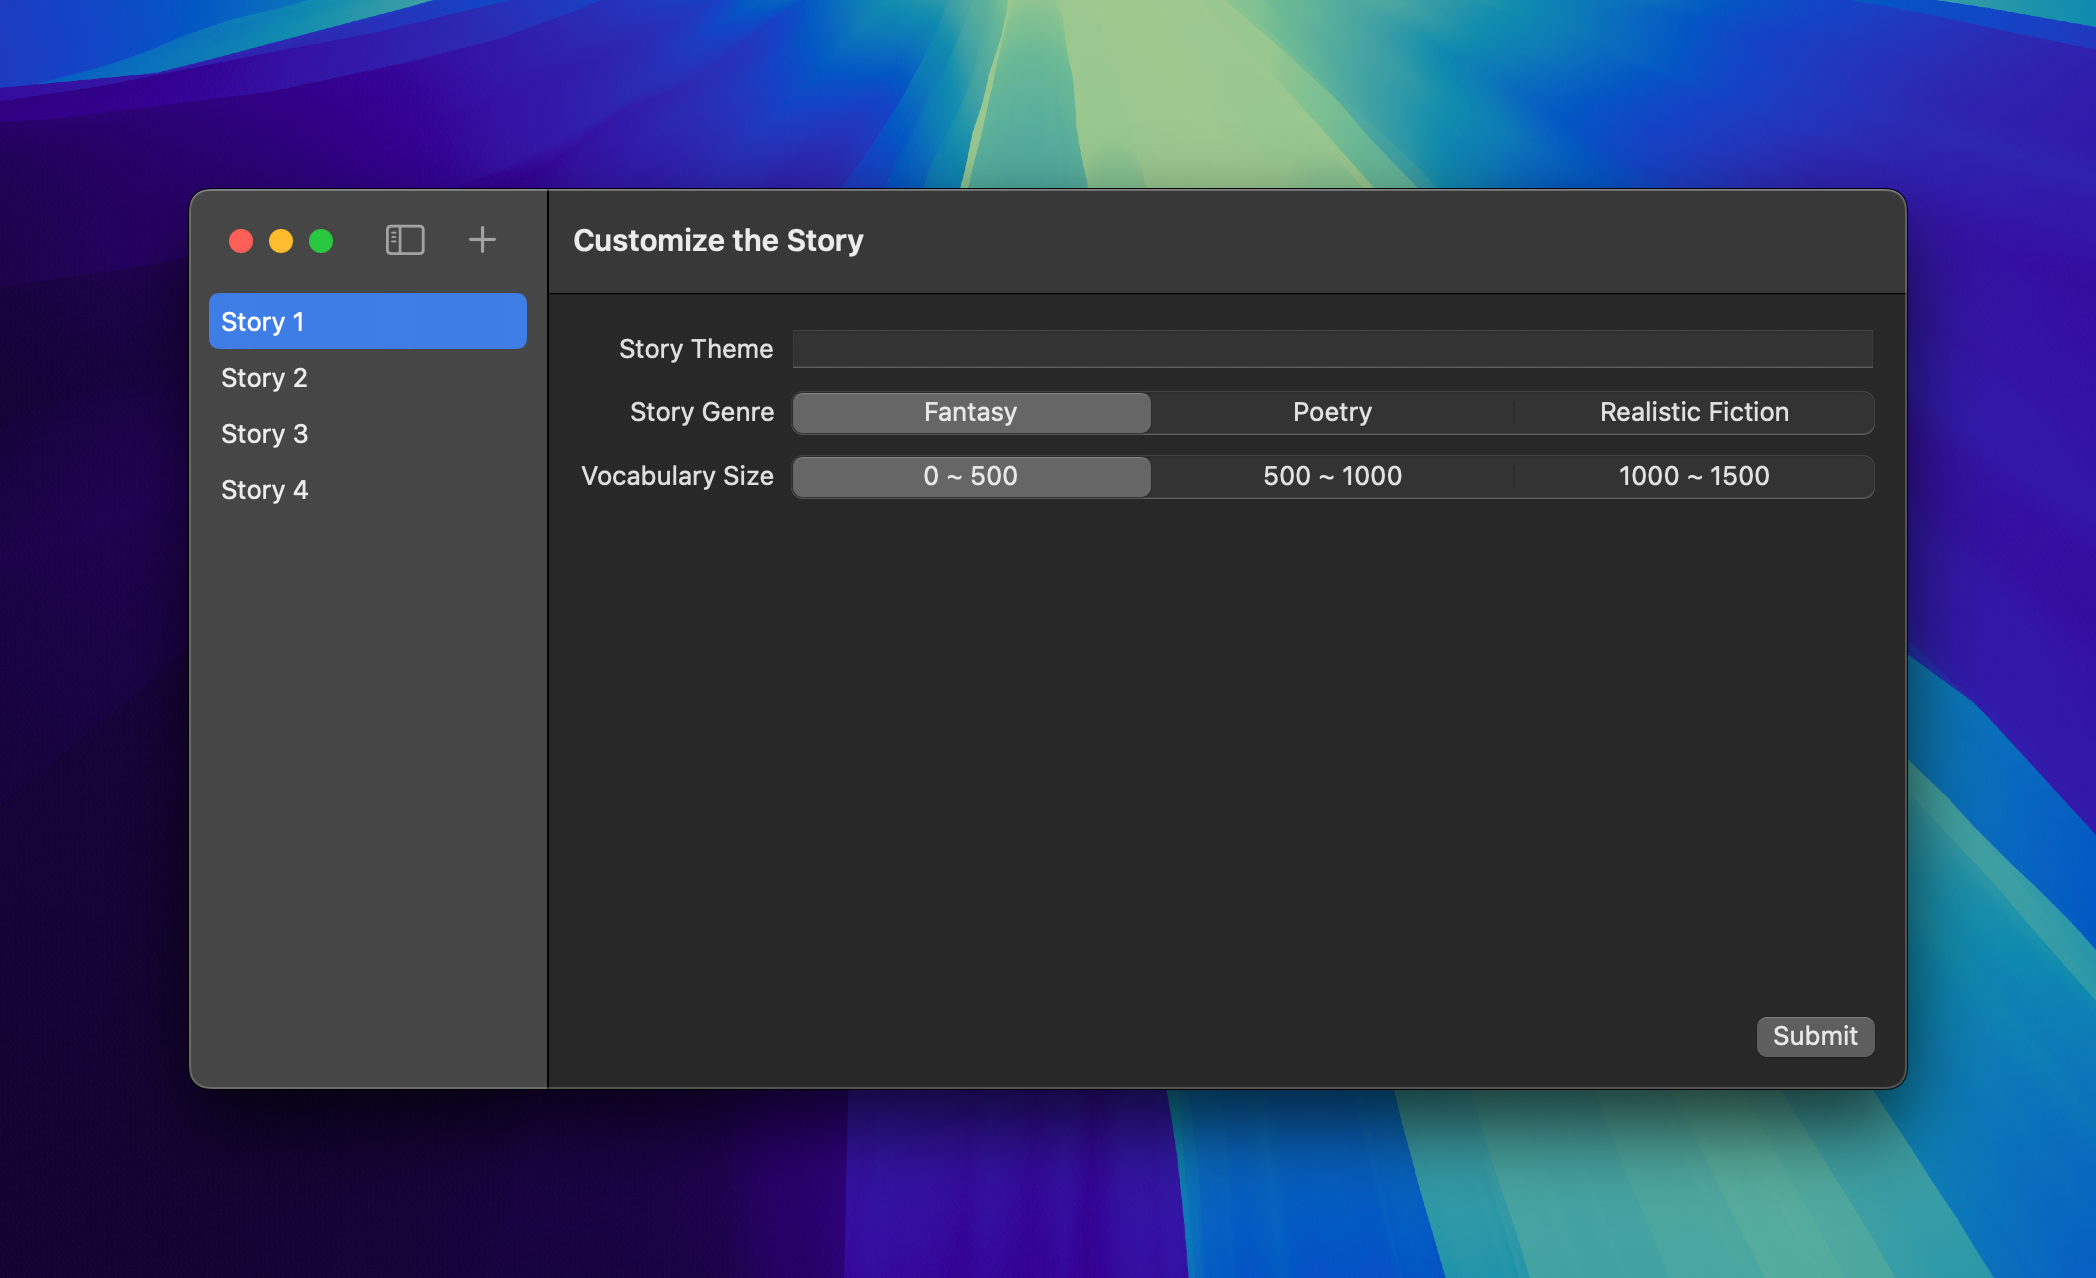 Customize the Story
Story 1
Story 2
Story 3
Story 4
Story Theme
Story Genre Fantasy Poetry Realistic Fiction
Vocabulary Size 0 ~ 500 500 ~ 1000 1000 ~ 1500
Submit